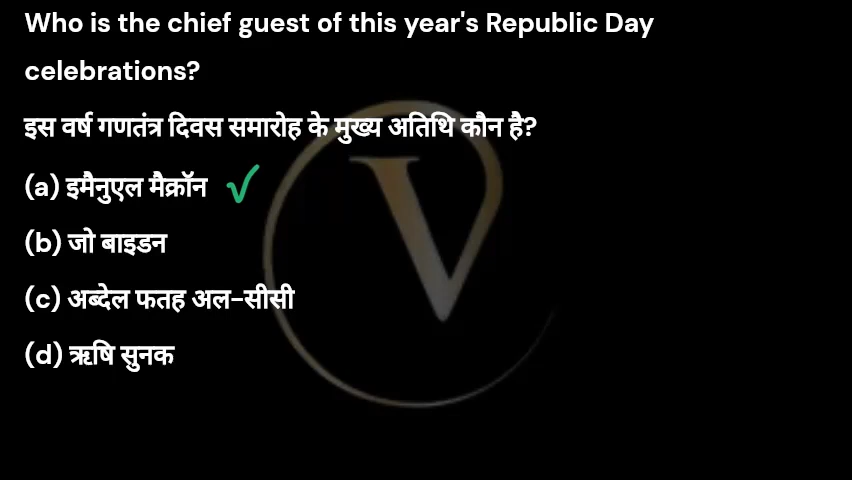 Who is the chief guest of this year's Republic Day
celebrations?
इस वर्ष गणतंत्र दिवस समारोह के मुख्य अतिथि कौन है?
(a) इमैनुएल मैक्रॉन
(b) जो बाइडन
(c) अब्देल फतह अल-सीसी
(d) ऋषि सुनक